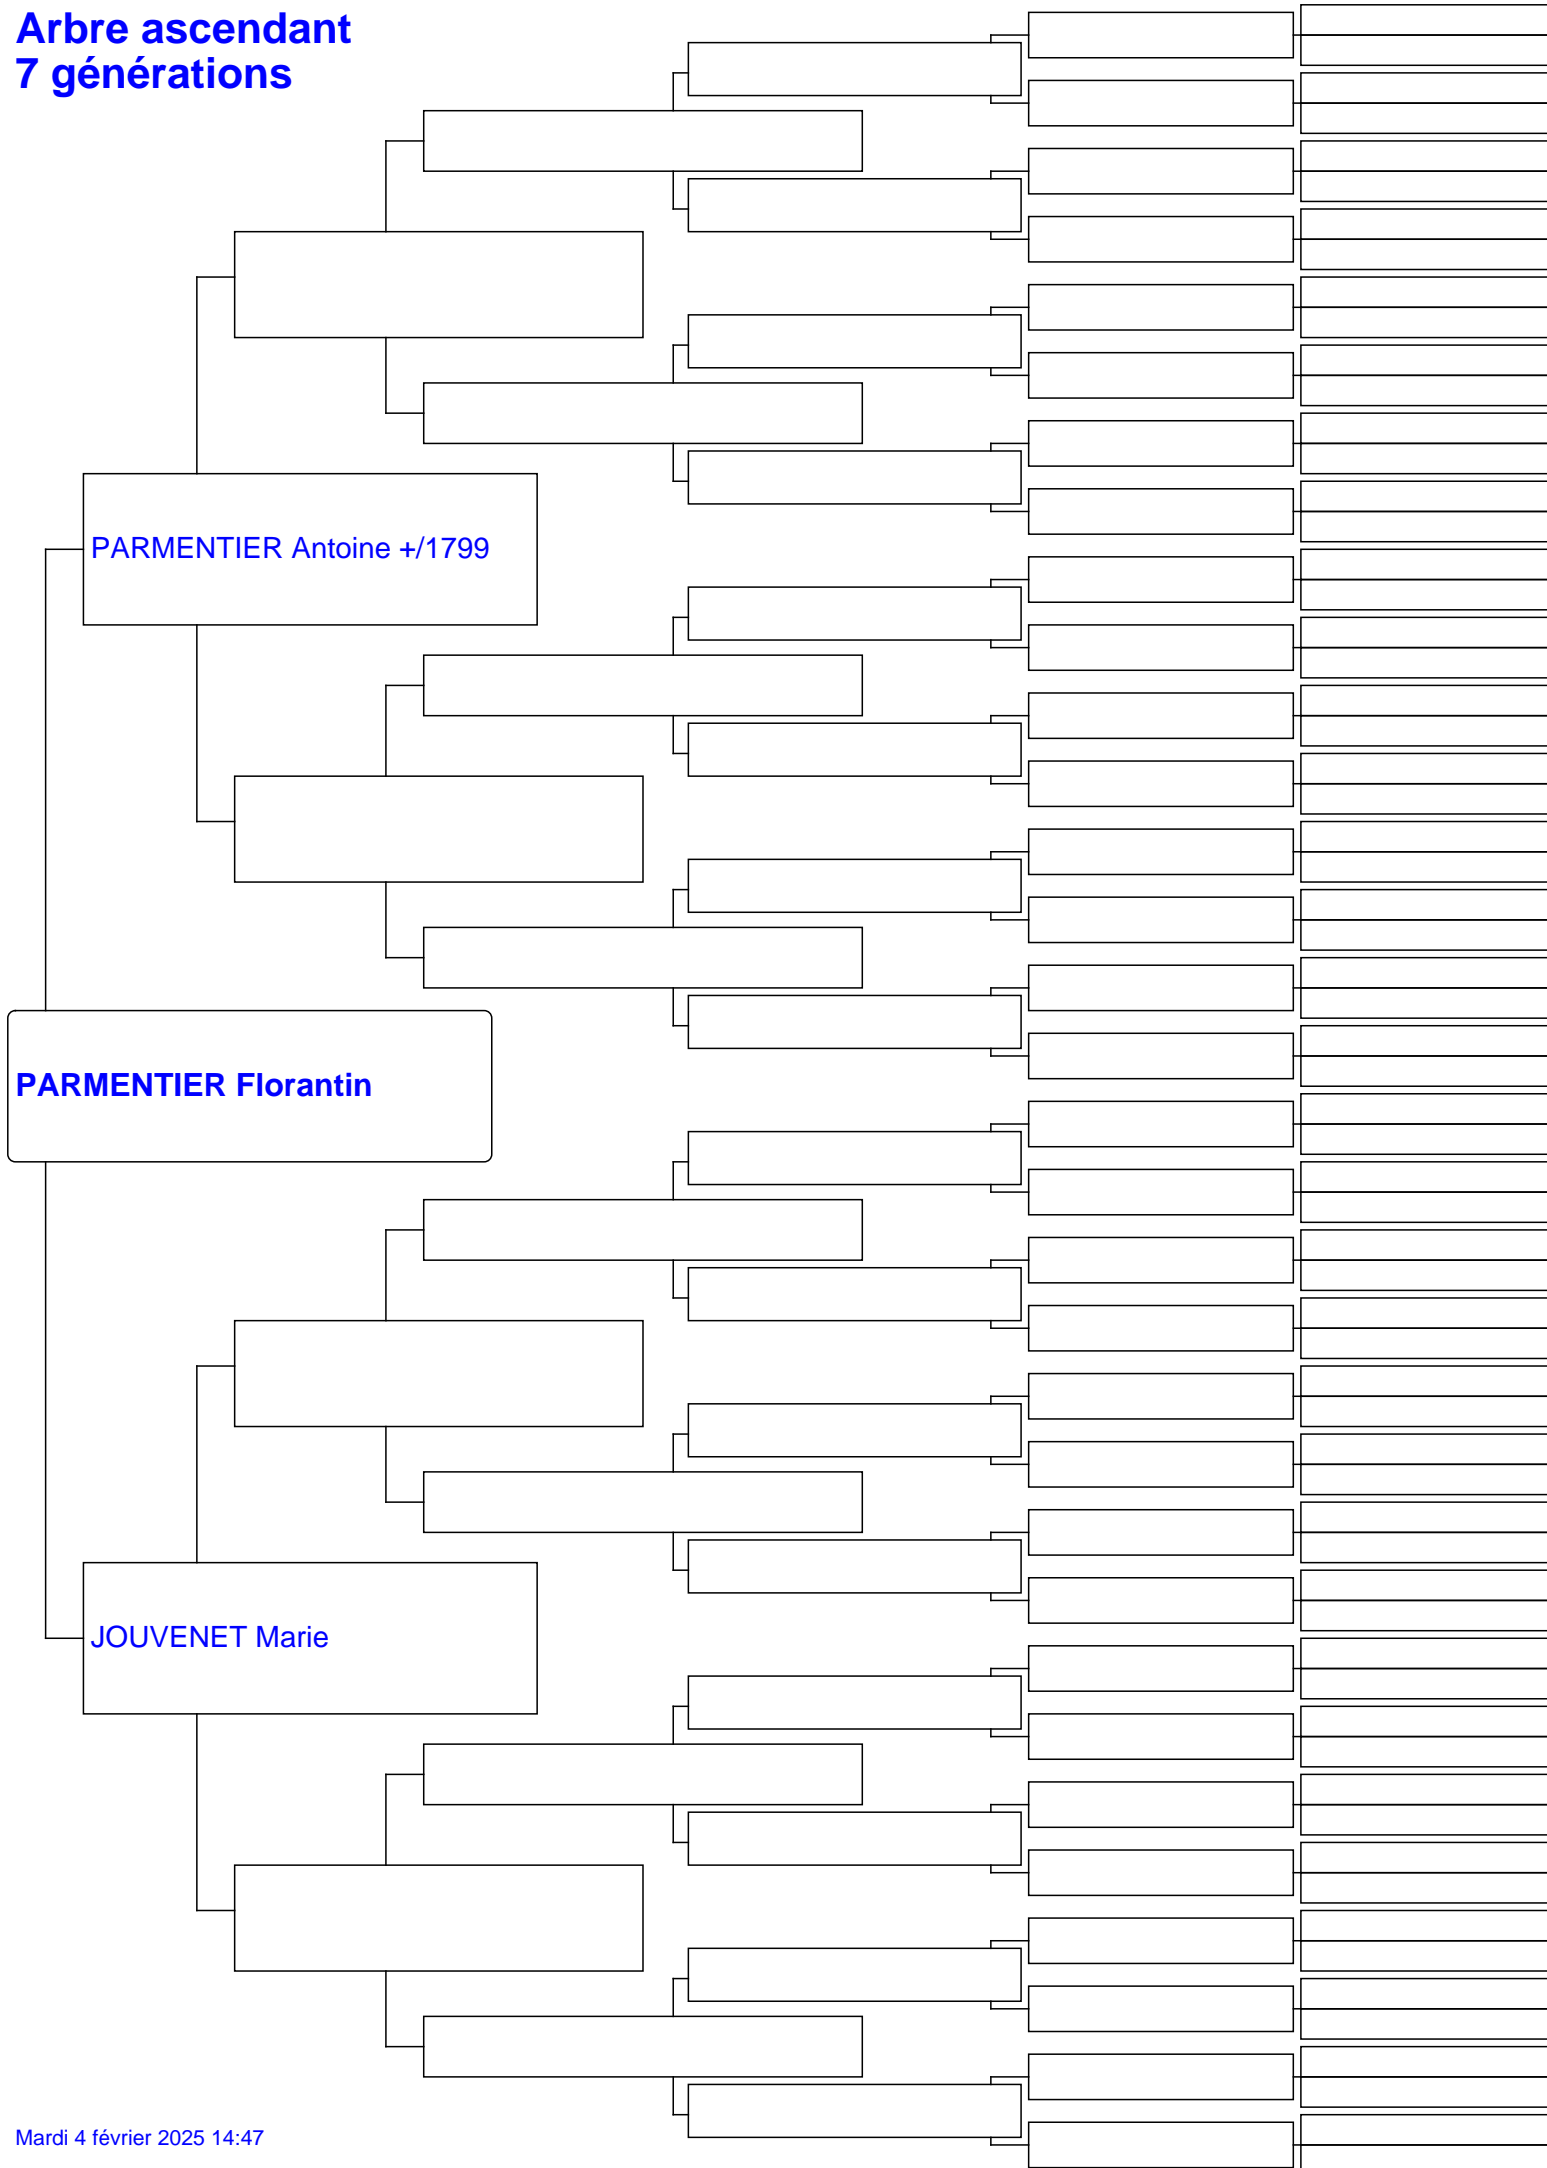 Arbre ascendant
7 générations
PARMENTIER Antoine +/1799
PARMENTIER Florantin
JOUVENET Marie
Mardi 4 février 2025 14:47